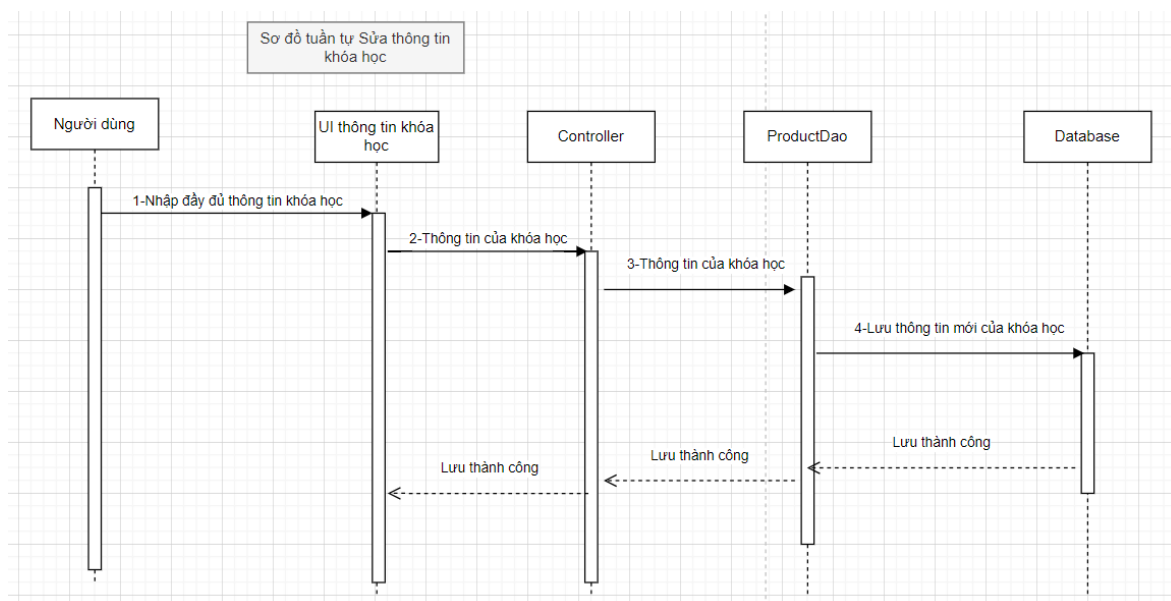 Sơ đồ tuần tự Sửa thông tin
khóa học
Người dùng
UI thông tin khóa
học
Controller
ProductDao
Database
1-Nhập đầy đủ thông tin khóa học
2-Thông tin của khóa học
3-Thông tin của khóa học
4-Lưu thông tin mới của khóa học
Lưu thành công
Lưu thành công
Lưu thành công